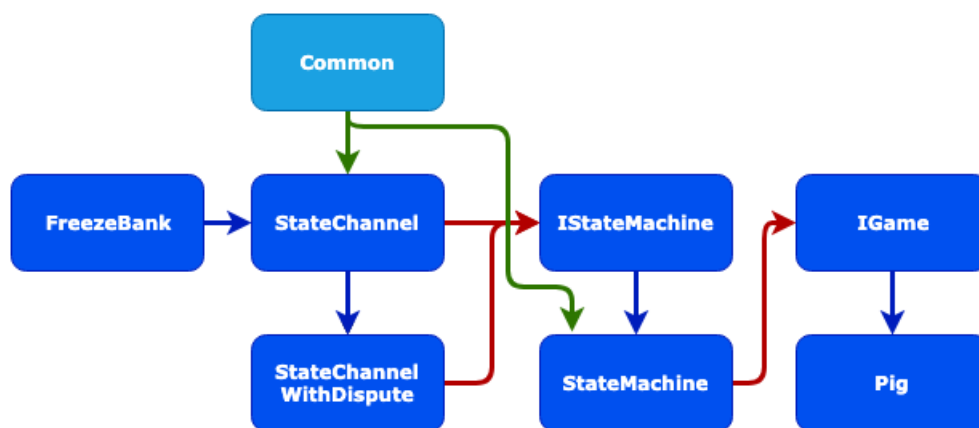 Common
FreezeBank
StateChannel
IStateMachine
IGame
StateChannel
WithDispute
StateMachine
Pig